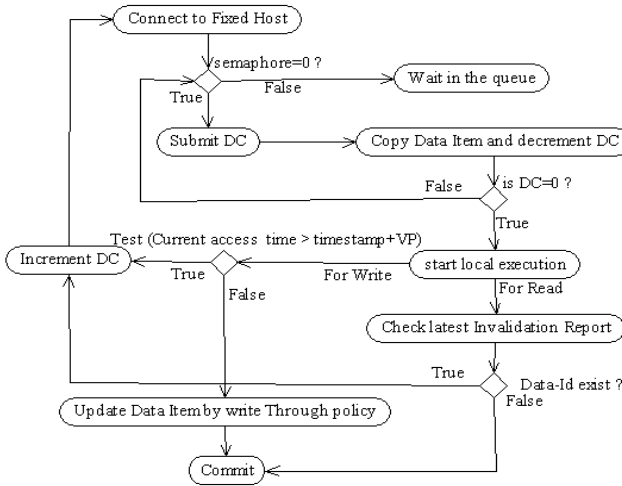 Connect to Fixed Host
semaphore=0 ?
True
False
Wait in the queue
Submit DC
Copy Data Item and decrement DC
False
is DC=0 ?
True
Test (Current access time > timestamp+VP)
Increment DC
True
For Write
start local execution
False
For Read
Check latest Invalidation Report
True
Data-Id exist ?
False
Update Data Item by write Through policy
Commit